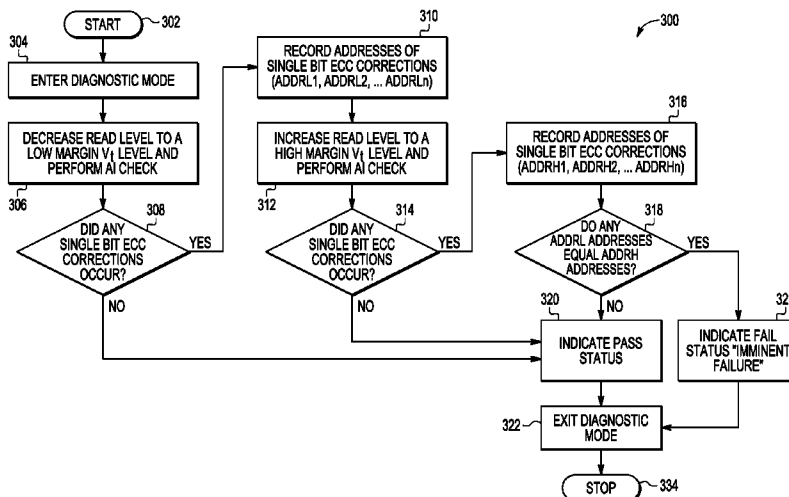 START
302
304
ENTER DIAGNOSTIC MODE
DECREASE READ LEVEL TO A
LOW MARGIN Vt LEVEL AND
PERFORM AI CHECK
306
308
DID ANY
SINGLE BIT ECC
CORRECTIONS
OCCUR?
YES
NO
310
RECORD ADDRESSES OF
SINGLE BIT ECC CORRECTIONS
(ADDRL1, ADDRL2, ... ADDRLn)
INCREASE READ LEVEL TO A
HIGH MARGIN Vt LEVEL AND
PERFORM AI CHECK
312
314
DID ANY
SINGLE BIT ECC
CORRECTIONS
OCCUR?
YES
NO
300
316
RECORD ADDRESSES OF
SINGLE BIT ECC CORRECTIONS
(ADDRH1, ADDRH2, ... ADDRHn)
318
DO ANY
ADDRL ADDRESSES
EQUAL ADDRH
ADDRESSES?
YES
NO
320
INDICATE PASS
STATUS
INDICATE FAIL
STATUS "IMMINENT
FAILURE"
322
EXIT DIAGNOSTIC
MODE
STOP
334